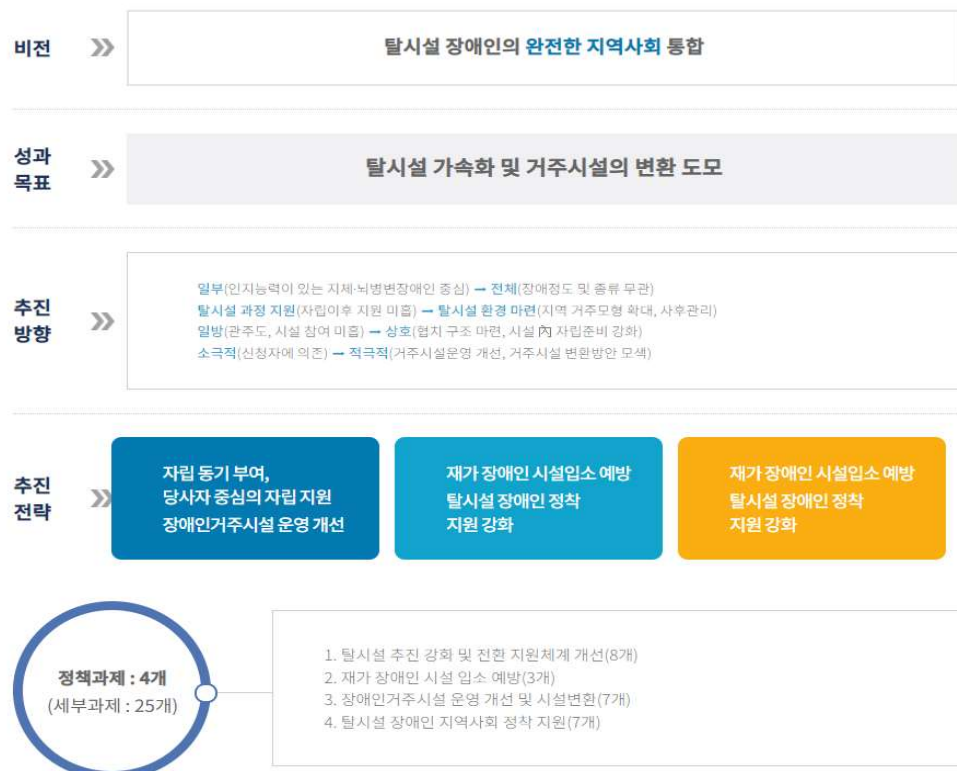 비전
탈시설 장애인의 완전한 지역사회 통합
성과
목표
탈시설 가속화 및 거주시설의 변환 도모
추진
방향
일부(인지능력이 있는 지체·뇌병변장애인 중심) → 전체(장애정도 및 종류 무관)
탈시설 과정 지원(자립이후 지원 미흡) → 탈시설 환경 마련(지역 거주모형 확대, 사후관리)
일방(관주도, 시설 참여 미흡) → 상호(협치 구조 마련, 시설 內 자립준비 강화)
소극적(신청자에 의존) → 적극적(거주시설운영 개선, 거주시설 변환방안 모색)
추진
전략
자립 동기 부여,
당사자 중심의 자립 지원
장애인거주시설 운영 개선
재가 장애인 시설입소 예방
탈시설 장애인 정착
지원 강화
재가 장애인 시설입소 예방
탈시설 장애인 정착
지원 강화
정책과제 : 4개
(세부과제 : 25개)
1. 탈시설 추진 강화 및 전환 지원체계 개선(8개)
2. 재가 장애인 시설 입소 예방(3개)
3. 장애인거주시설 운영 개선 및 시설변환(7개)
4. 탈시설 장애인 지역사회 정착 지원(7개)